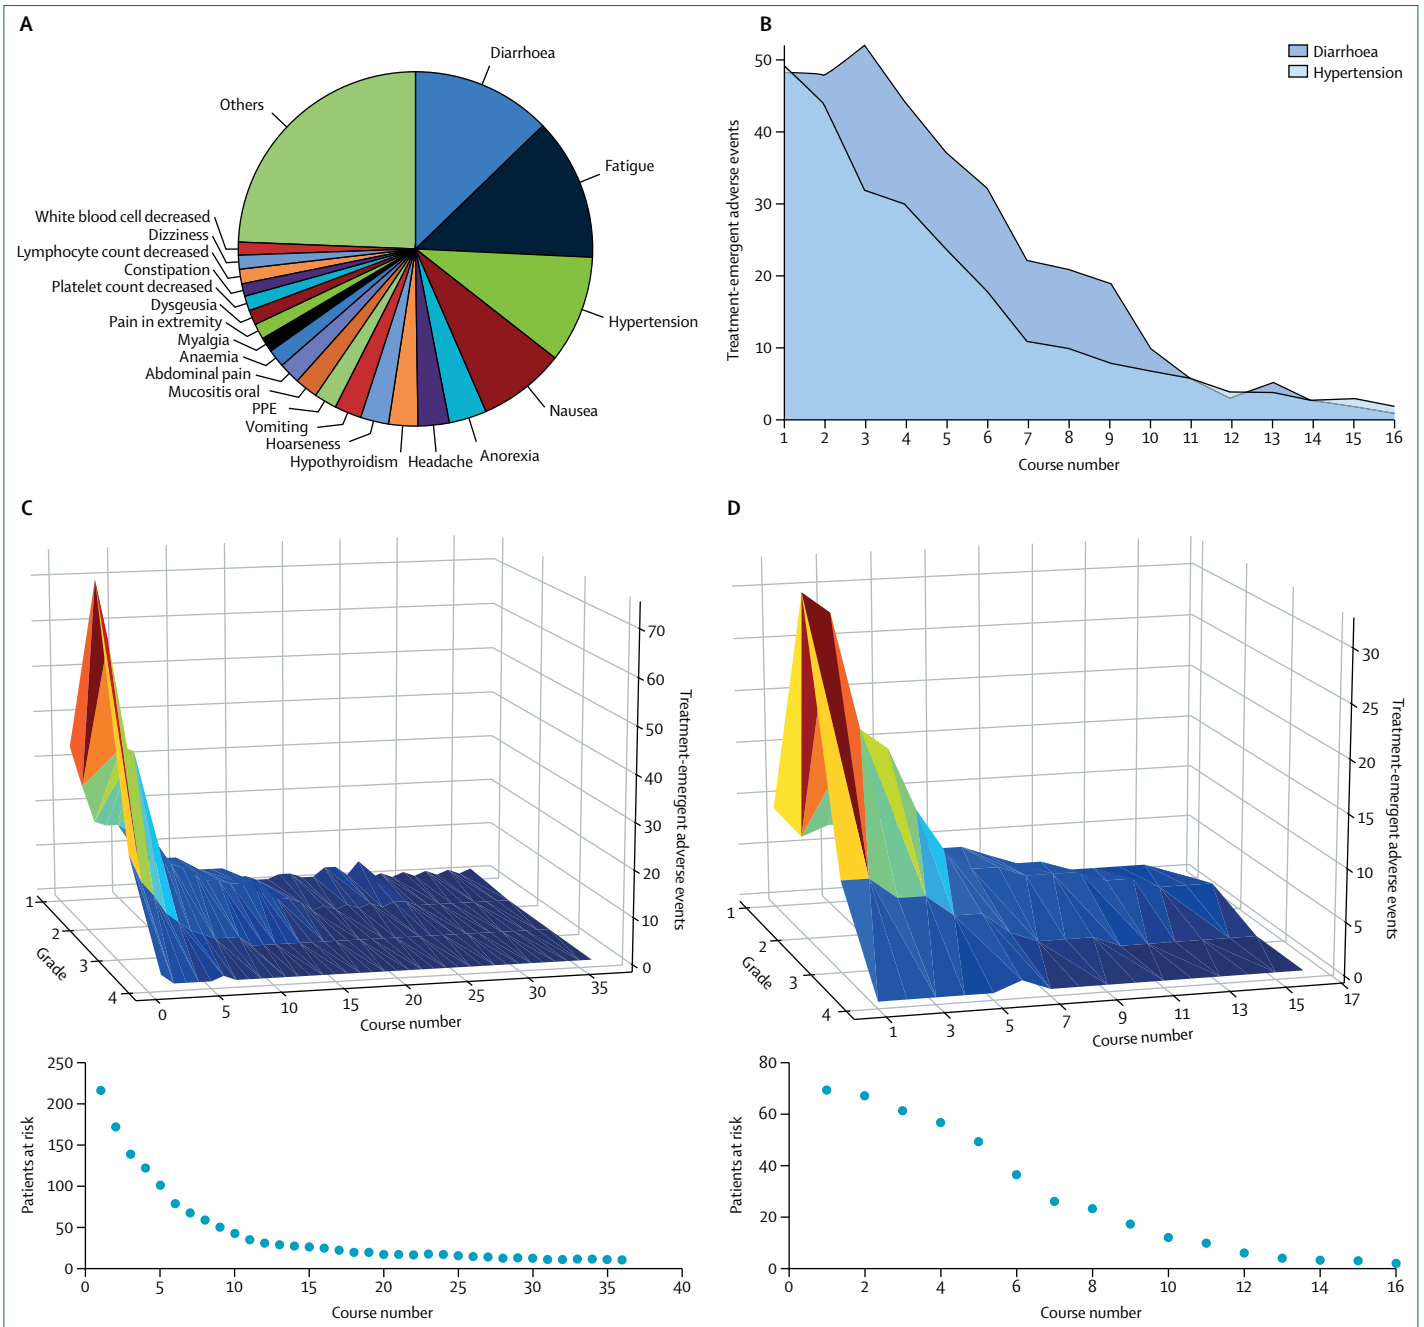 A
Diarrhoea
Others
Fatigue
White blood cell decreased
Dizziness
Lymphocyte count decreased
Constipation
Platelet count decreased
Dysgeusia
Pain in extremity
Myalgia
Anaemia
Abdominal pain
Mucositis oral
PPE
Vomiting
Hoarseness
Hypothyroidism
Headache
Anorexia
Nausea
Hypertension
B
Diarrhoea
Hypertension
Treatment-emergent adverse events
50
40
30
20
10
0
1 2 3 4 5 6 7 8 9 10 11 12 13 14 15 16
Course number
C
70
60
50
40
30
20
10
0
Treatment-emergent adverse events
1
2
3
4
Grade
0 5 10 15 20 25 30 35
Course number
250
200
150
100
50
0
Patients at risk
0 5 10 15 20 25 30 35 40
Course number
D
30
25
20
15
10
5
0
Treatment-emergent adverse events
1
2
3
4
Grade
1 3 5 7 9 11 13 15 17
Course number
80
60
40
20
0
Patients at risk
0 2 4 6 8 10 12 14 16
Course number